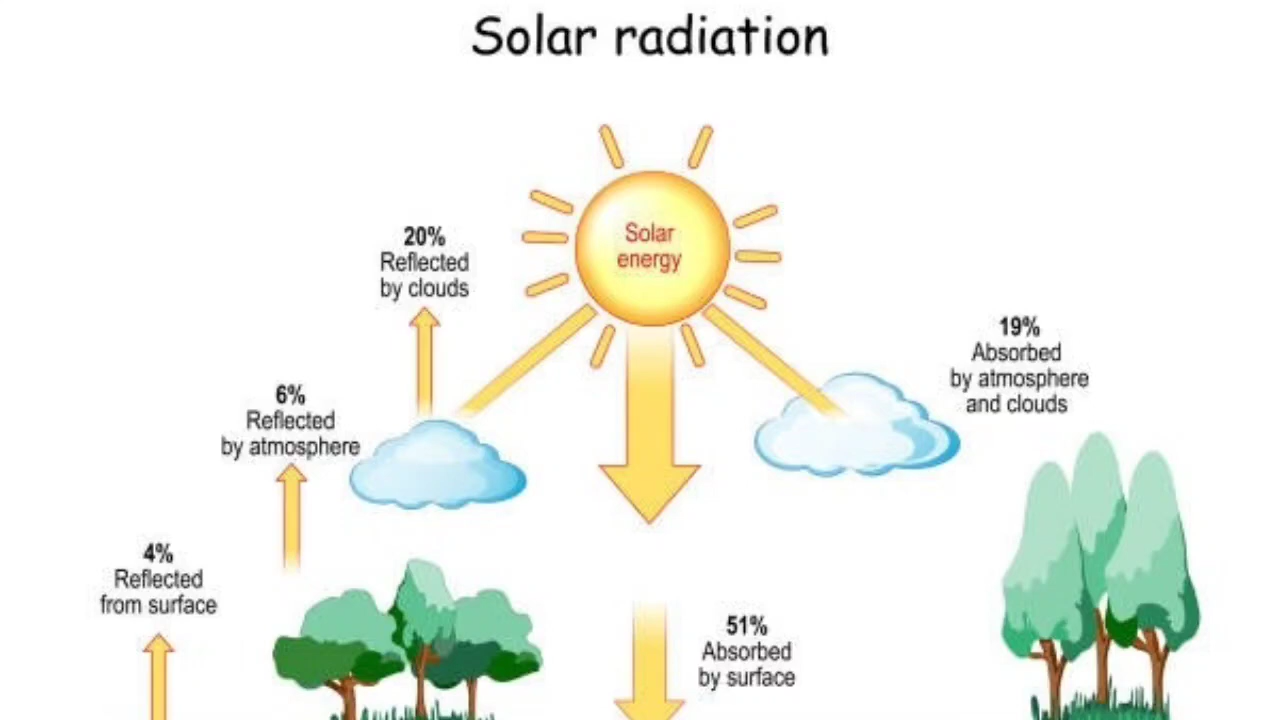 Solar radiation
Solar
energy
20%
Reflected
by clouds
19%
Absorbed
by atmosphere
and clouds
6%
Reflected
by atmosphere
4%
Reflected
from surface
51%
Absorbed
by surface